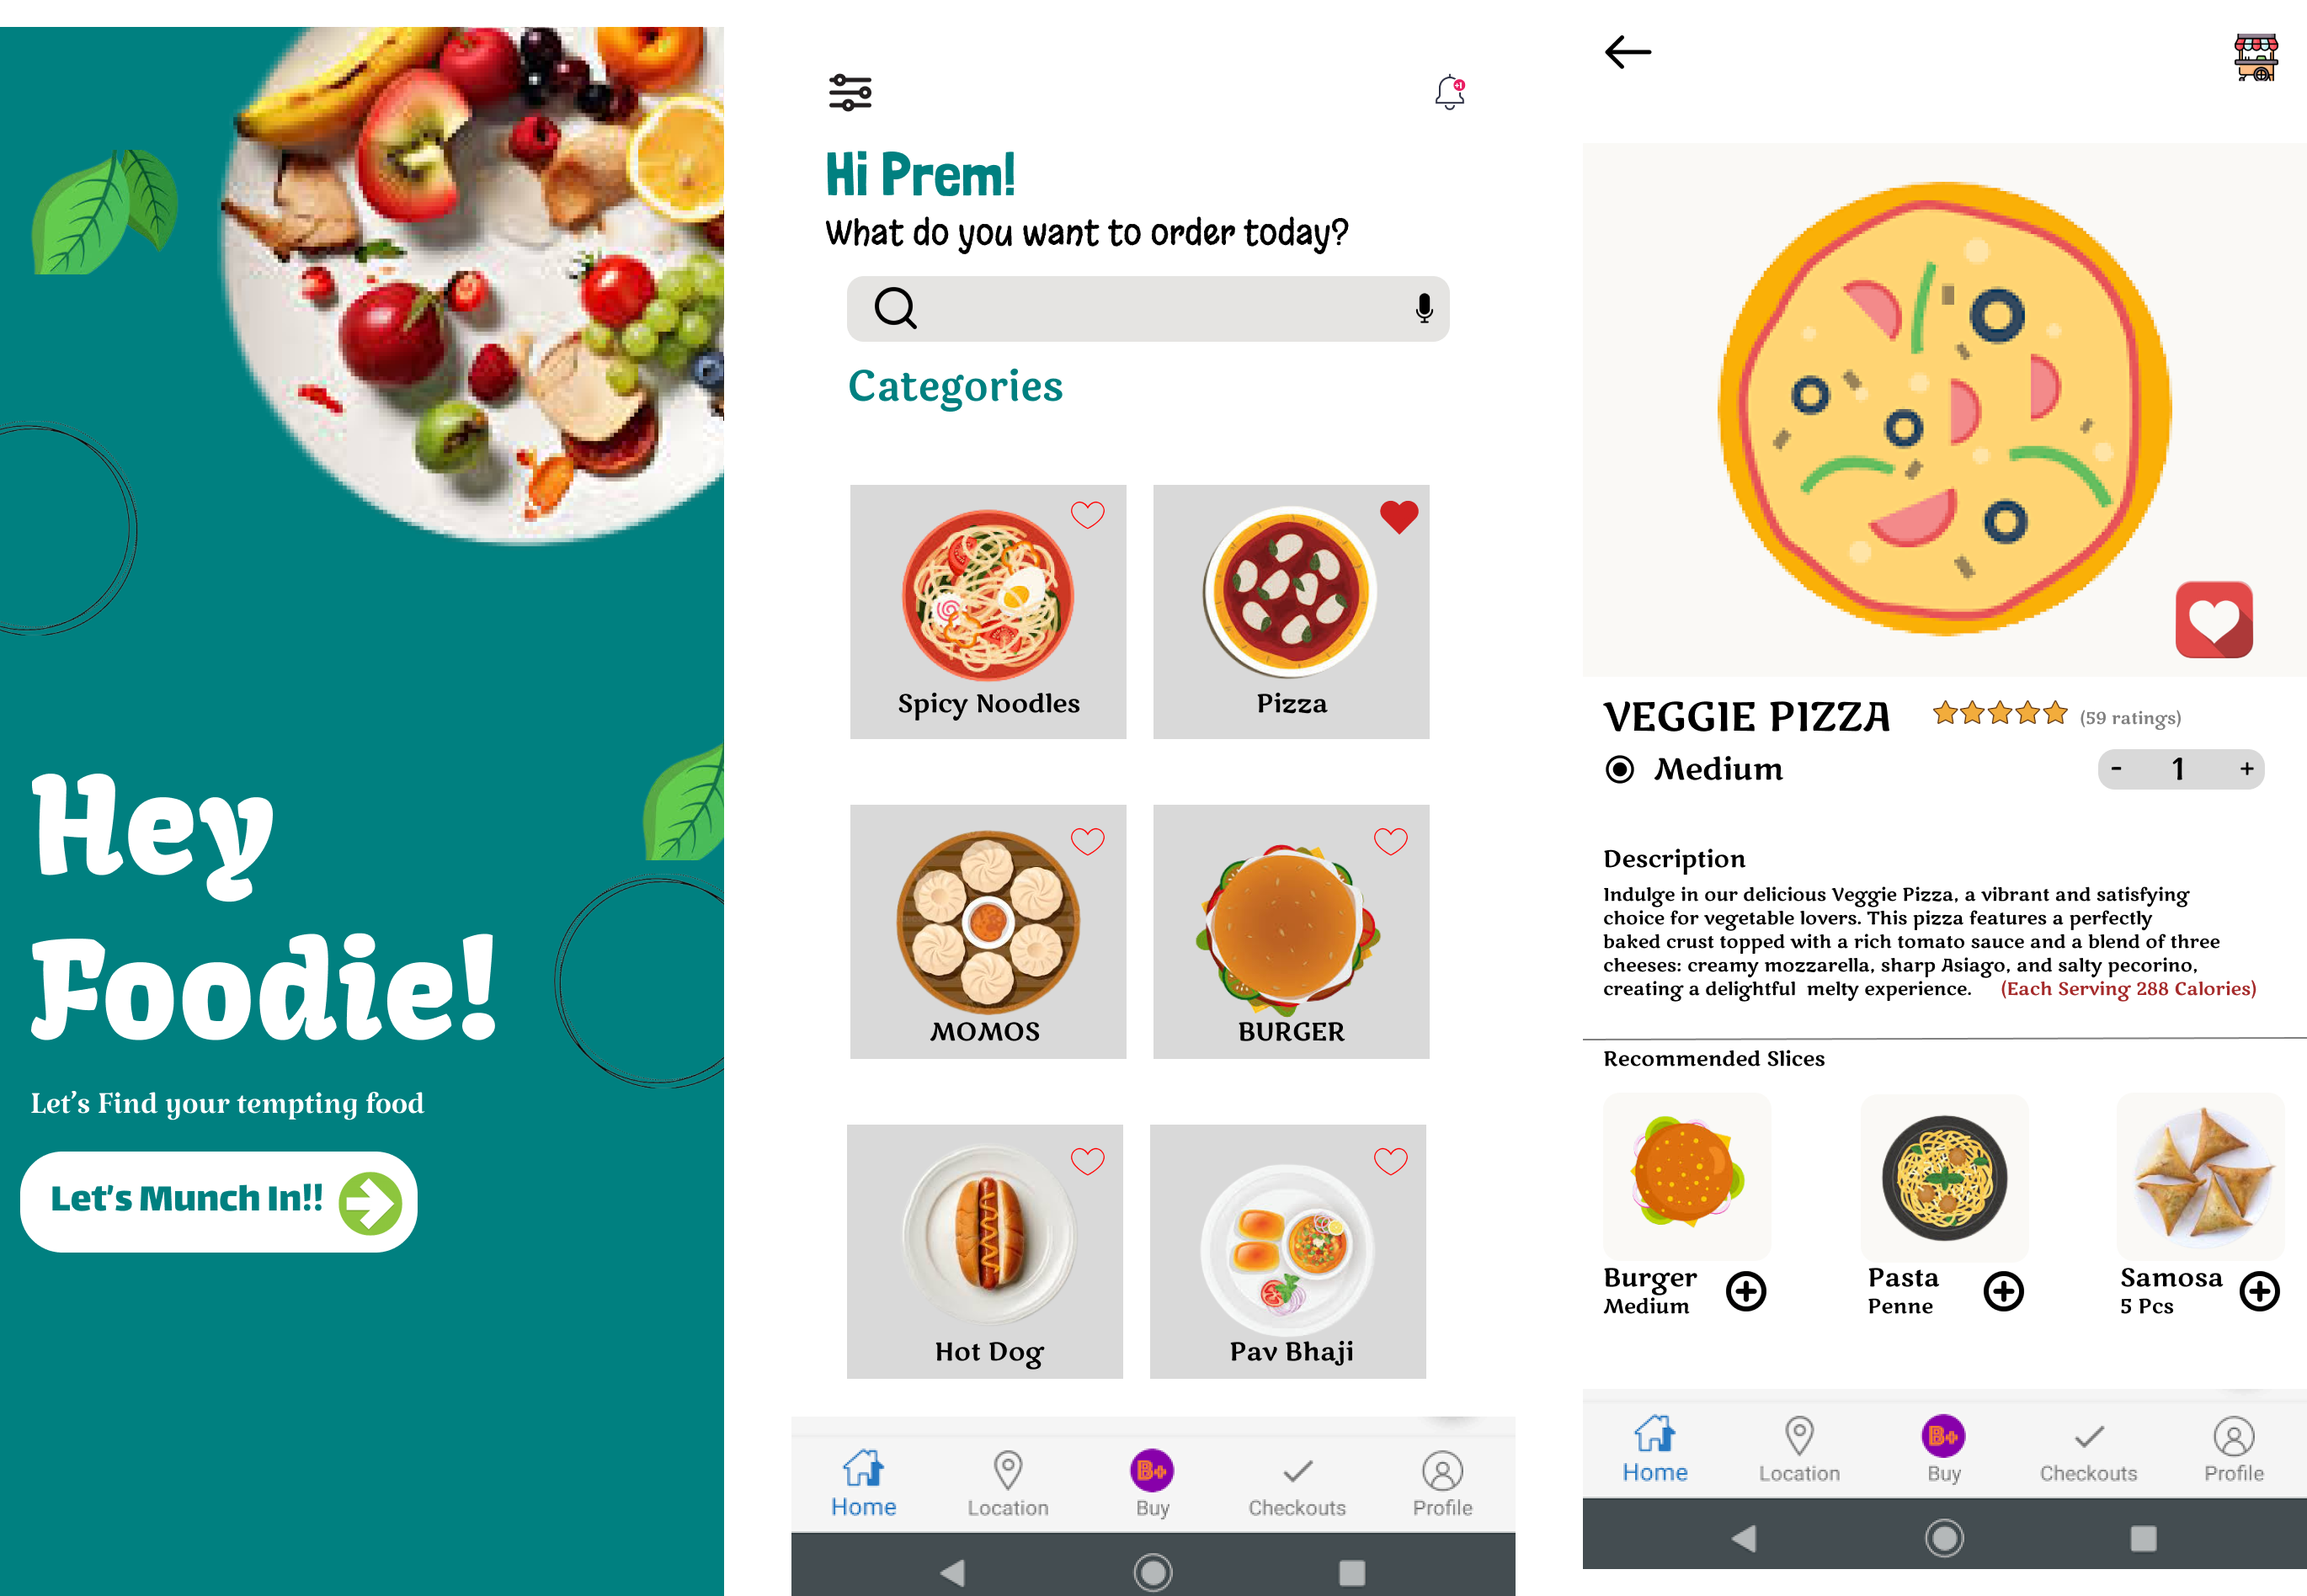 Hey
Foodie!
Let's Find your tempting food
Let's Munch In!!
+1
Hi Prem!
What do you want to order today?
Categories
Spicy Noodles
Pizza
MOMOS
BURGER
Hot Dog
Pav Bhaji
B+
Home
Location
Buy
Checkouts
Profile
VEGGIE PIZZA
(59 ratings)
Medium
- 1 +
Description
Indulge in our delicious Veggie Pizza, a vibrant and satisfying
choice for vegetable lovers. This pizza features a perfectly
baked crust topped with a rich tomato sauce and a blend of three
cheeses: creamy mozzarella, sharp Asiago, and salty pecorino,
creating a delightful melty experience. (Each Serving 288 Calories)
Recommended Slices
Burger
Medium
Pasta
Penne
Samosa
5 Pcs
B+
Home
Location
Buy
Checkouts
Profile